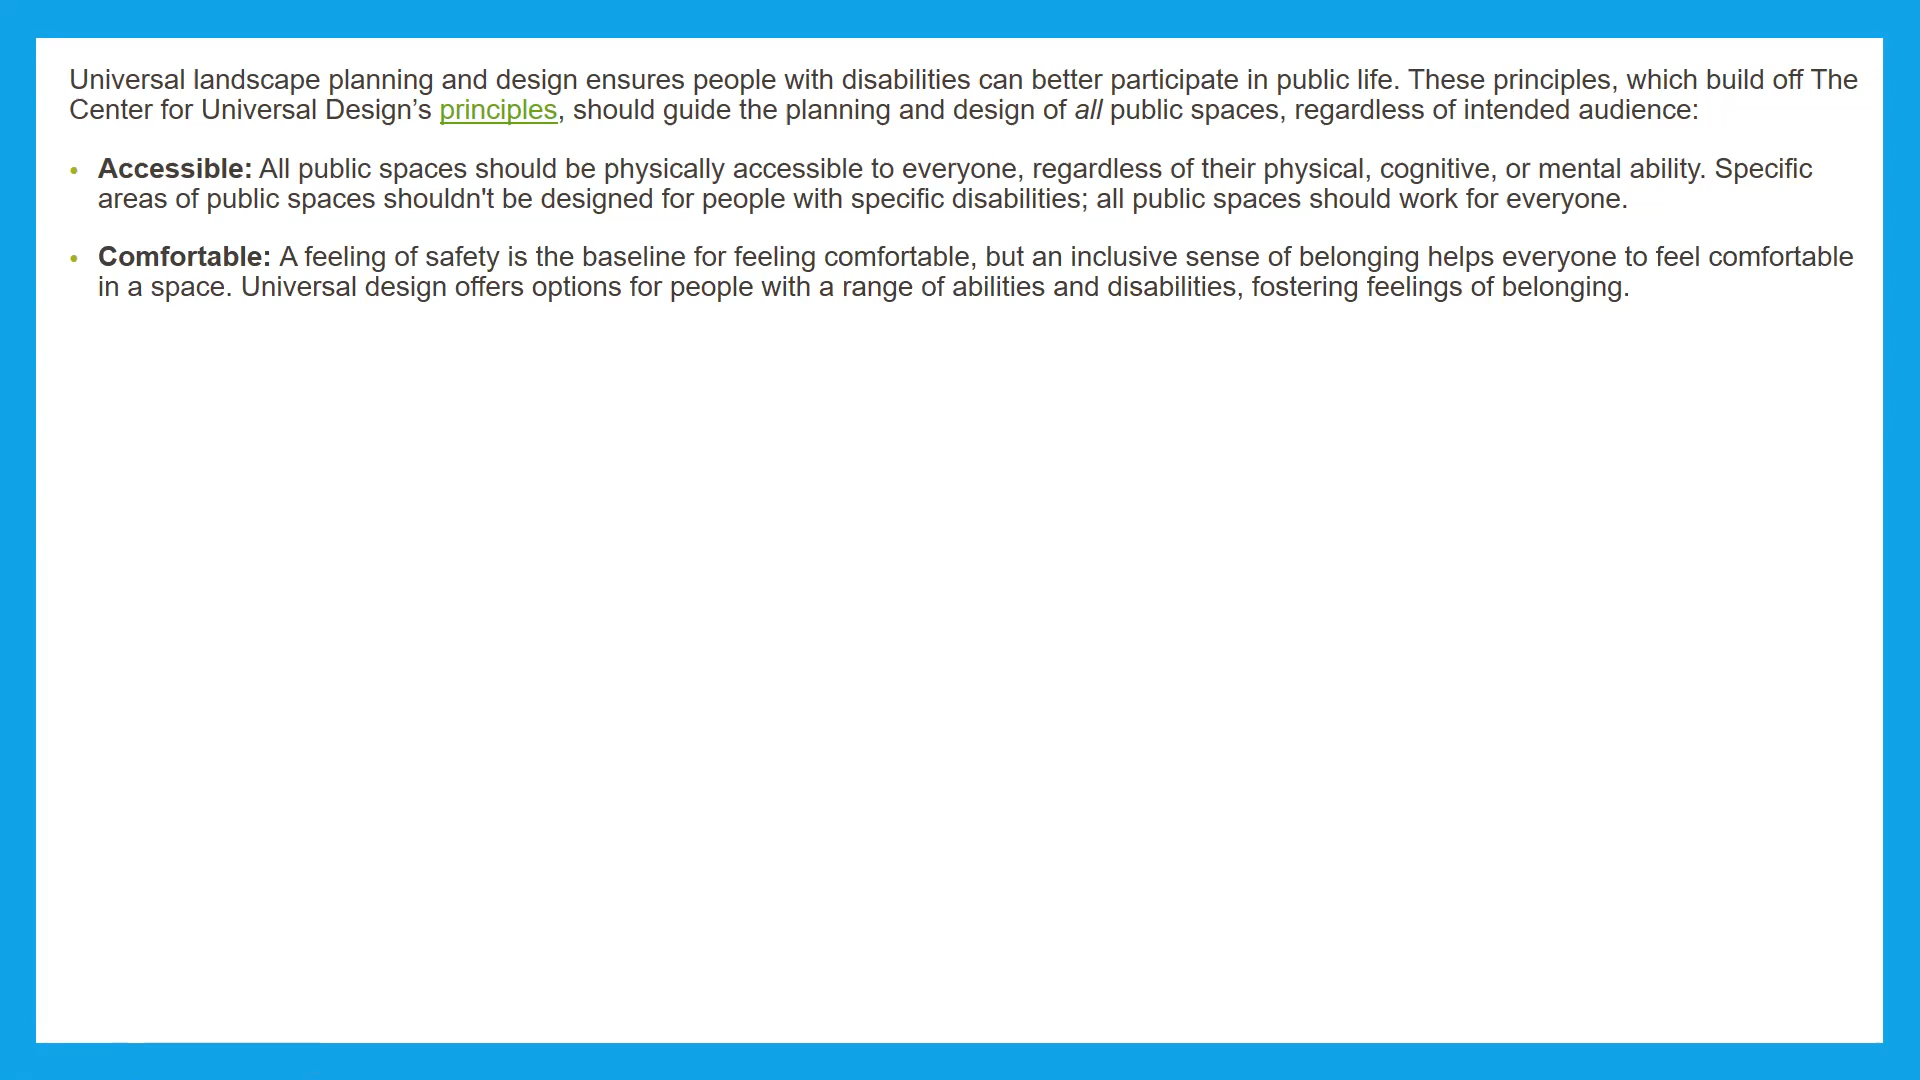 Universal landscape planning and design ensures people with disabilities can better participate in public life. These principles, which build off The
Center for Universal Design’s principles, should guide the planning and design of all public spaces, regardless of intended audience:
• Accessible: All public spaces should be physically accessible to everyone, regardless of their physical, cognitive, or mental ability. Specific
areas of public spaces shouldn't be designed for people with specific disabilities; all public spaces should work for everyone.
• Comfortable: A feeling of safety is the baseline for feeling comfortable, but an inclusive sense of belonging helps everyone to feel comfortable
in a space. Universal design offers options for people with a range of abilities and disabilities, fostering feelings of belonging.